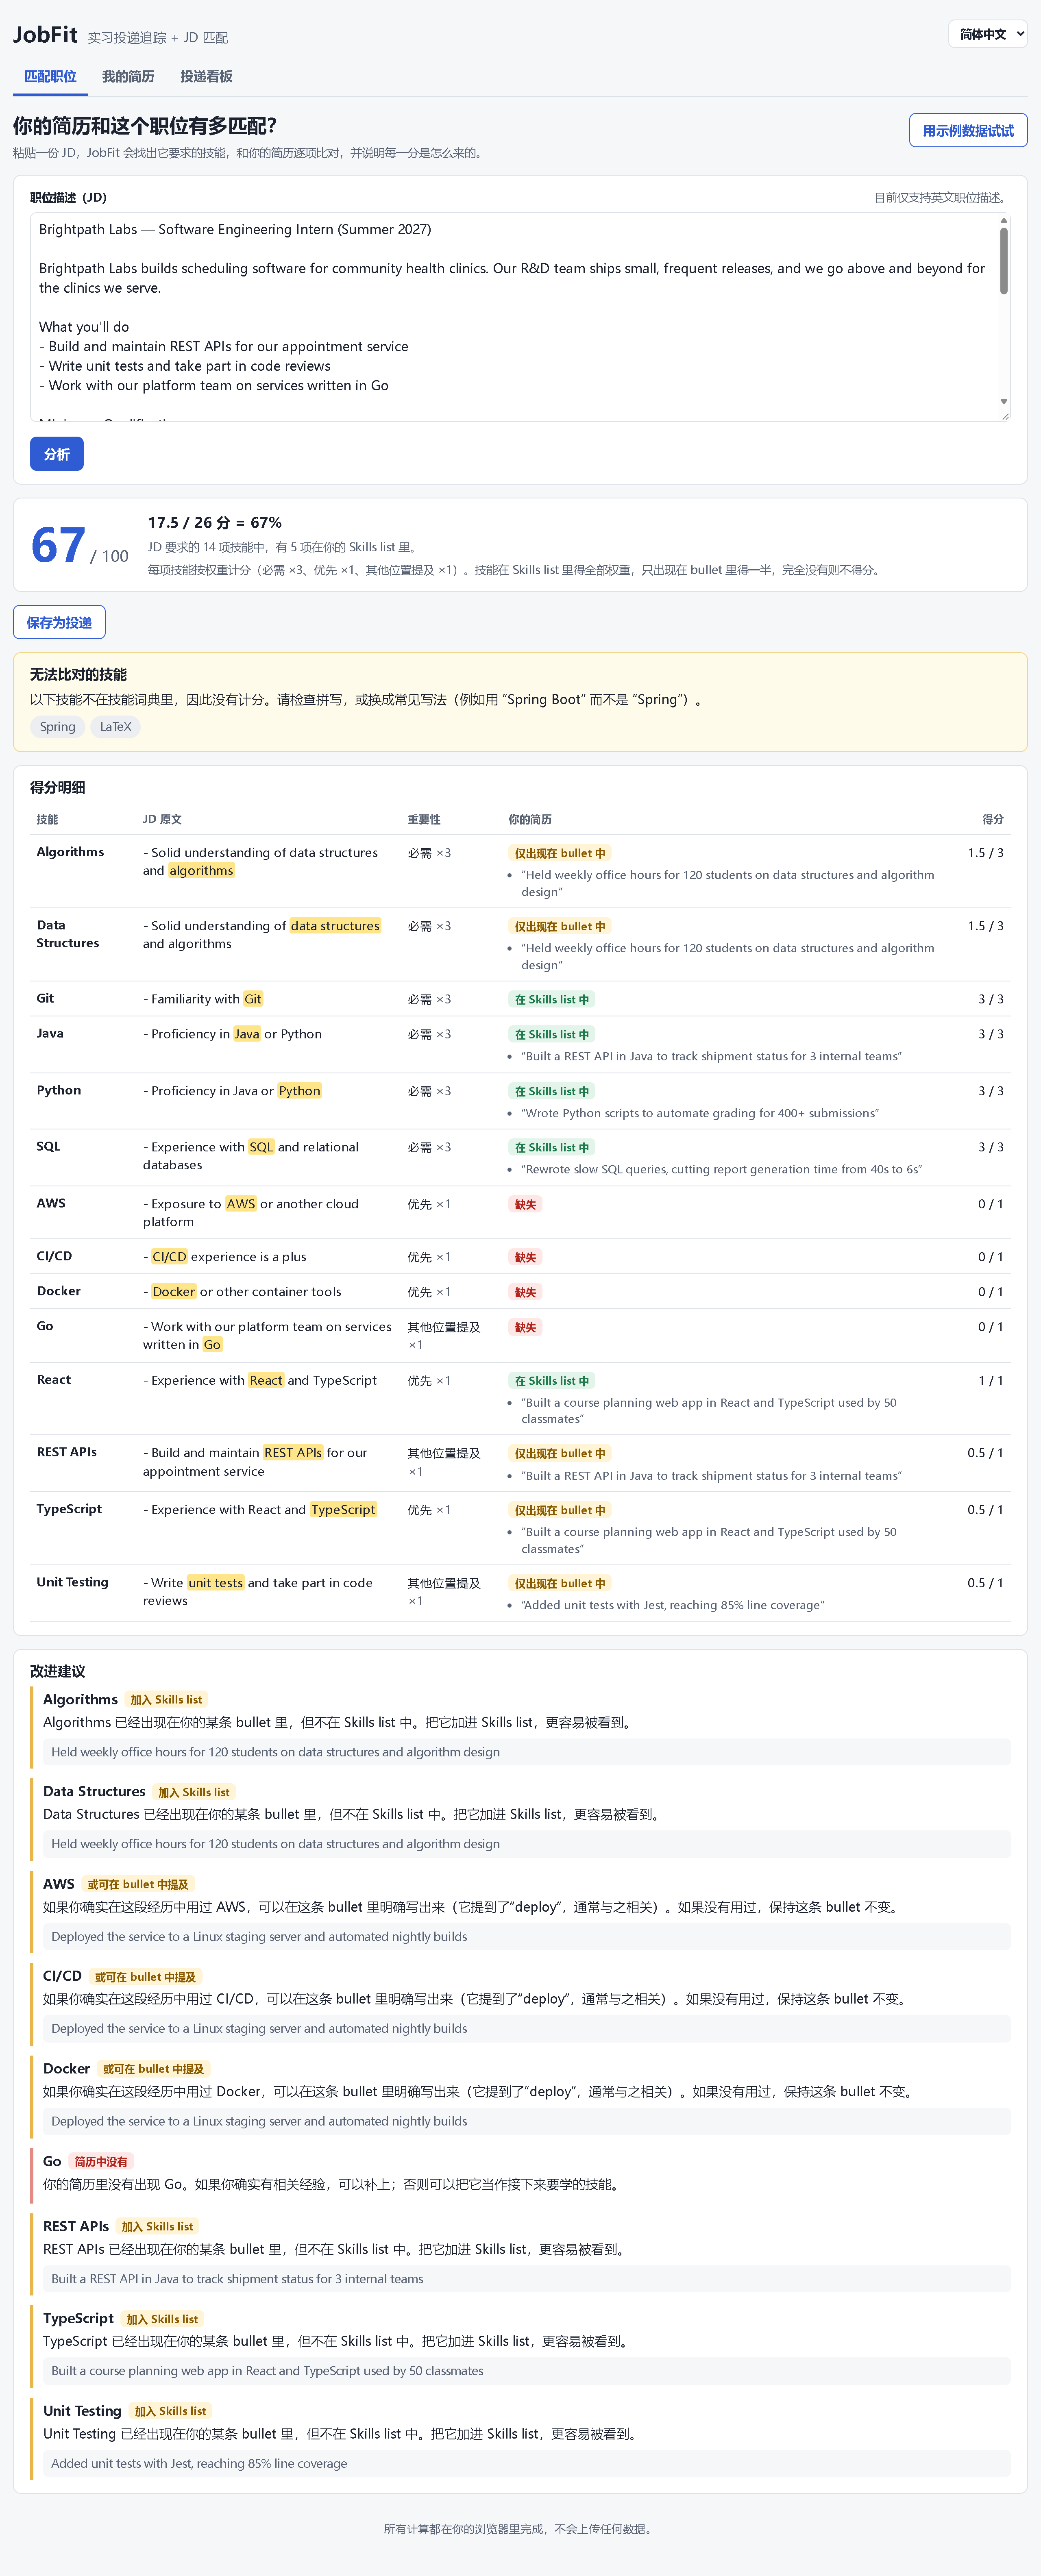 JobFit 实习投递追踪 + JD 匹配
简体中文
匹配职位 我的简历 投递看板
你的简历和这个职位有多匹配？
用示例数据试试
粘贴一份 JD，JobFit 会找出它要求的技能，和你的简历逐项比对，并说明每一分是怎么来的。
职位描述（JD）
目前仅支持英文职位描述。
Brightpath Labs — Software Engineering Intern (Summer 2027)
Brightpath Labs builds scheduling software for community health clinics. Our R&D team ships small, frequent releases, and we go above and beyond for
the clinics we serve.
What you'll do
- Build and maintain REST APIs for our appointment service
- Write unit tests and take part in code reviews
- Work with our platform team on services written in Go
分析
67 / 100
17.5 / 26 分 = 67%
JD 要求的 14 项技能中，有 5 项在你的 Skills list 里。
每项技能按权重计分（必需 ×3、优先 ×1、其他位置提及 ×1）。技能在 Skills list 里得全部权重，只出现在 bullet 里得一半，完全没有则不得分。
保存为投递
无法比对的技能
以下技能不在技能词典里，因此没有计分。请检查拼写，或换成常见写法（例如用 “Spring Boot” 而不是 “Spring”）。
Spring LaTeX
得分明细
技能 JD 原文 重要性 你的简历 得分
Algorithms - Solid understanding of data structures 必需 ×3 仅出现在 bullet 中 1.5 / 3
and algorithms
• “Held weekly office hours for 120 students on data structures and algorithm
design”
Data - Solid understanding of data structures 必需 ×3 仅出现在 bullet 中 1.5 / 3
Structures and algorithms
• “Held weekly office hours for 120 students on data structures and algorithm
design”
Git - Familiarity with Git 必需 ×3 在 Skills list 中 3 / 3
Java - Proficiency in Java or Python 必需 ×3 在 Skills list 中 3 / 3
• “Built a REST API in Java to track shipment status for 3 internal teams”
Python - Proficiency in Java or Python 必需 ×3 在 Skills list 中 3 / 3
• “Wrote Python scripts to automate grading for 400+ submissions”
SQL - Experience with SQL and relational 必需 ×3 在 Skills list 中 3 / 3
databases
• “Rewrote slow SQL queries, cutting report generation time from 40s to 6s”
AWS - Exposure to AWS or another cloud 优先 ×1 缺失 0 / 1
platform
CI/CD - CI/CD experience is a plus 优先 ×1 缺失 0 / 1
Docker - Docker or other container tools 优先 ×1 缺失 0 / 1
Go - Work with our platform team on services 其他位置提及 缺失 0 / 1
written in Go ×1
React - Experience with React and TypeScript 优先 ×1 在 Skills list 中 1 / 1
• “Built a course planning web app in React and TypeScript used by 50
classmates”
REST APIs - Build and maintain REST APIs for our 其他位置提及 仅出现在 bullet 中 0.5 / 1
appointment service ×1
• “Built a REST API in Java to track shipment status for 3 internal teams”
TypeScript - Experience with React and TypeScript 优先 ×1 仅出现在 bullet 中 0.5 / 1
• “Built a course planning web app in React and TypeScript used by 50
classmates”
Unit Testing - Write unit tests and take part in code 其他位置提及 仅出现在 bullet 中 0.5 / 1
reviews ×1
• “Added unit tests with Jest, reaching 85% line coverage”
改进建议
Algorithms 加入 Skills list
Algorithms 已经出现在你的某条 bullet 里，但不在 Skills list 中。把它加进 Skills list，更容易被看到。
Held weekly office hours for 120 students on data structures and algorithm design
Data Structures 加入 Skills list
Data Structures 已经出现在你的某条 bullet 里，但不在 Skills list 中。把它加进 Skills list，更容易被看到。
Held weekly office hours for 120 students on data structures and algorithm design
AWS 或可在 bullet 中提及
如果你确实在这段经历中用过 AWS，可以在这条 bullet 里明确写出来（它提到了“deploy”，通常与之相关）。如果没有用过，保持这条 bullet 不变。
Deployed the service to a Linux staging server and automated nightly builds
CI/CD 或可在 bullet 中提及
如果你确实在这段经历中用过 CI/CD，可以在这条 bullet 里明确写出来（它提到了“deploy”，通常与之相关）。如果没有用过，保持这条 bullet 不变。
Deployed the service to a Linux staging server and automated nightly builds
Docker 或可在 bullet 中提及
如果你确实在这段经历中用过 Docker，可以在这条 bullet 里明确写出来（它提到了“deploy”，通常与之相关）。如果没有用过，保持这条 bullet 不变。
Deployed the service to a Linux staging server and automated nightly builds
Go 简历中没有
你的简历里没有出现 Go。如果你确实有相关经验，可以补上；否则可以把它当作接下来要学的技能。
REST APIs 加入 Skills list
REST APIs 已经出现在你的某条 bullet 里，但不在 Skills list 中。把它加进 Skills list，更容易被看到。
Built a REST API in Java to track shipment status for 3 internal teams
TypeScript 加入 Skills list
TypeScript 已经出现在你的某条 bullet 里，但不在 Skills list 中。把它加进 Skills list，更容易被看到。
Built a course planning web app in React and TypeScript used by 50 classmates
Unit Testing 加入 Skills list
Unit Testing 已经出现在你的某条 bullet 里，但不在 Skills list 中。把它加进 Skills list，更容易被看到。
Added unit tests with Jest, reaching 85% line coverage
所有计算都在你的浏览器里完成，不会上传任何数据。